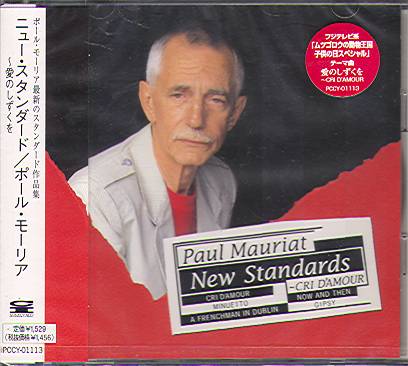 ポール・モーリア最新のスタンダード作品集
ニュー・スタンダード/ポール・モーリア
〜愛のしずくを
定価¥1,529
(税抜価格¥1,456)
PCCY-01113
フジテレビ系
「ムツゴロウの動物王国
子供の日スペシャル」
テーマ曲
愛のしずくを
~CRI D'AMOUR
PCCY-01113
Paul Mauriat
New Standards
~CRI D'AMOUR
CRI D'AMOUR
MINUETTO
A FRENCHMAN IN DUBLIN
NOW AND THEN
GIPSY